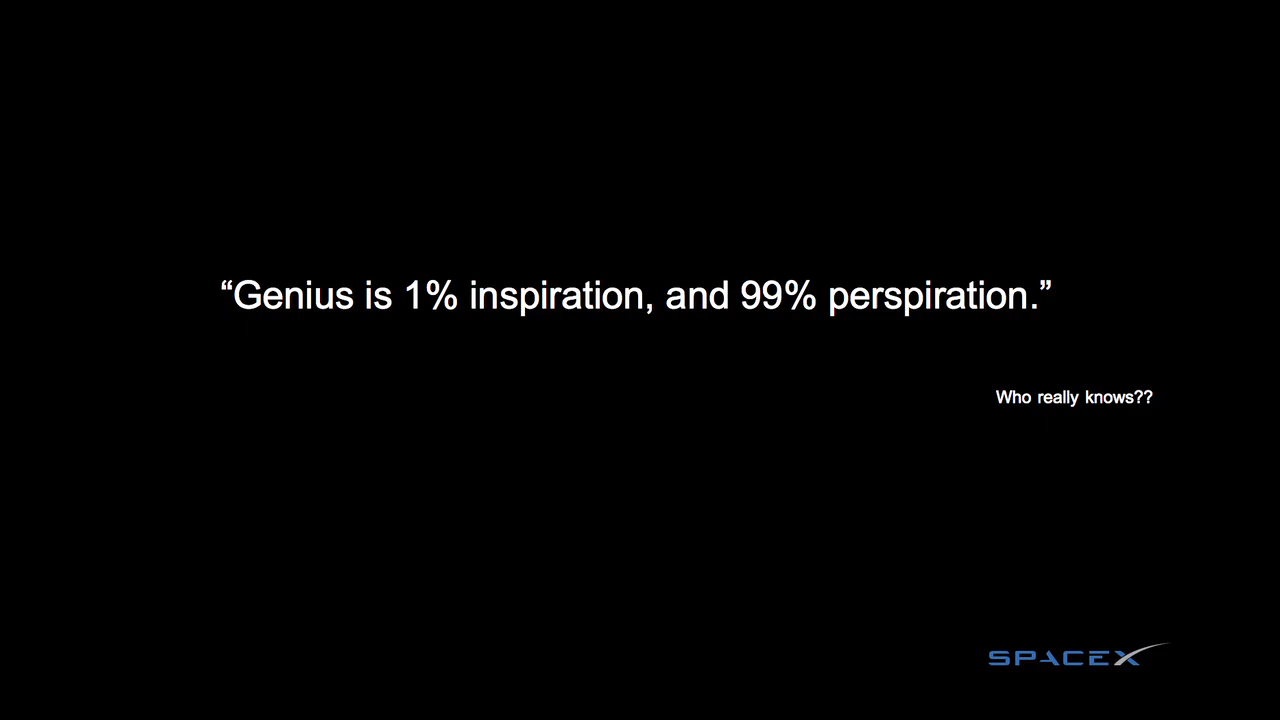 “Genius is 1% inspiration, and 99% perspiration.”
Who really knows??
SPACEX